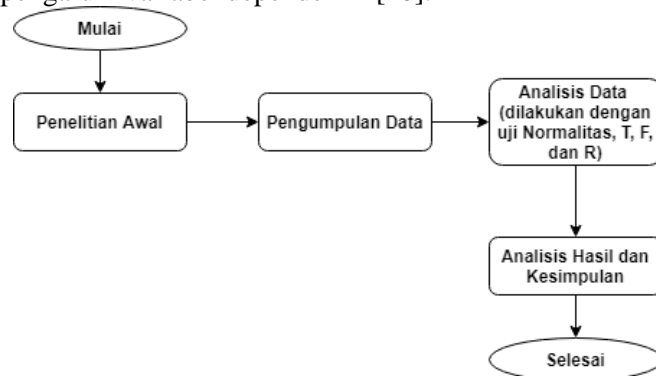 Mulai
Penelitian Awal
Pengumpulan Data
Analisis Data
(dilakukan dengan
uji Normalitas, T, F,
dan R)
Analisis Hasil dan
Kesimpulan
Selesai